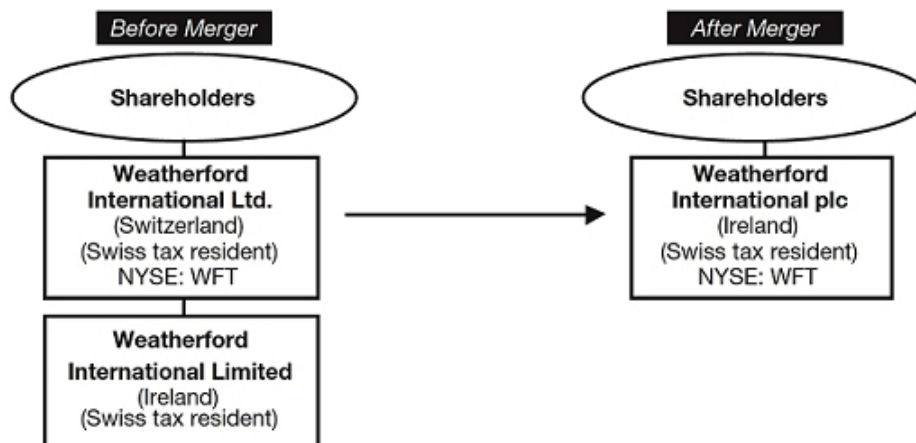 Before Merger
Shareholders
Weatherford
International Ltd.
(Switzerland)
(Swiss tax resident)
NYSE: WFT
Weatherford
International Limited
(Ireland)
(Swiss tax resident)
After Merger
Shareholders
Weatherford
International plc
(Ireland)
(Swiss tax resident)
NYSE: WFT